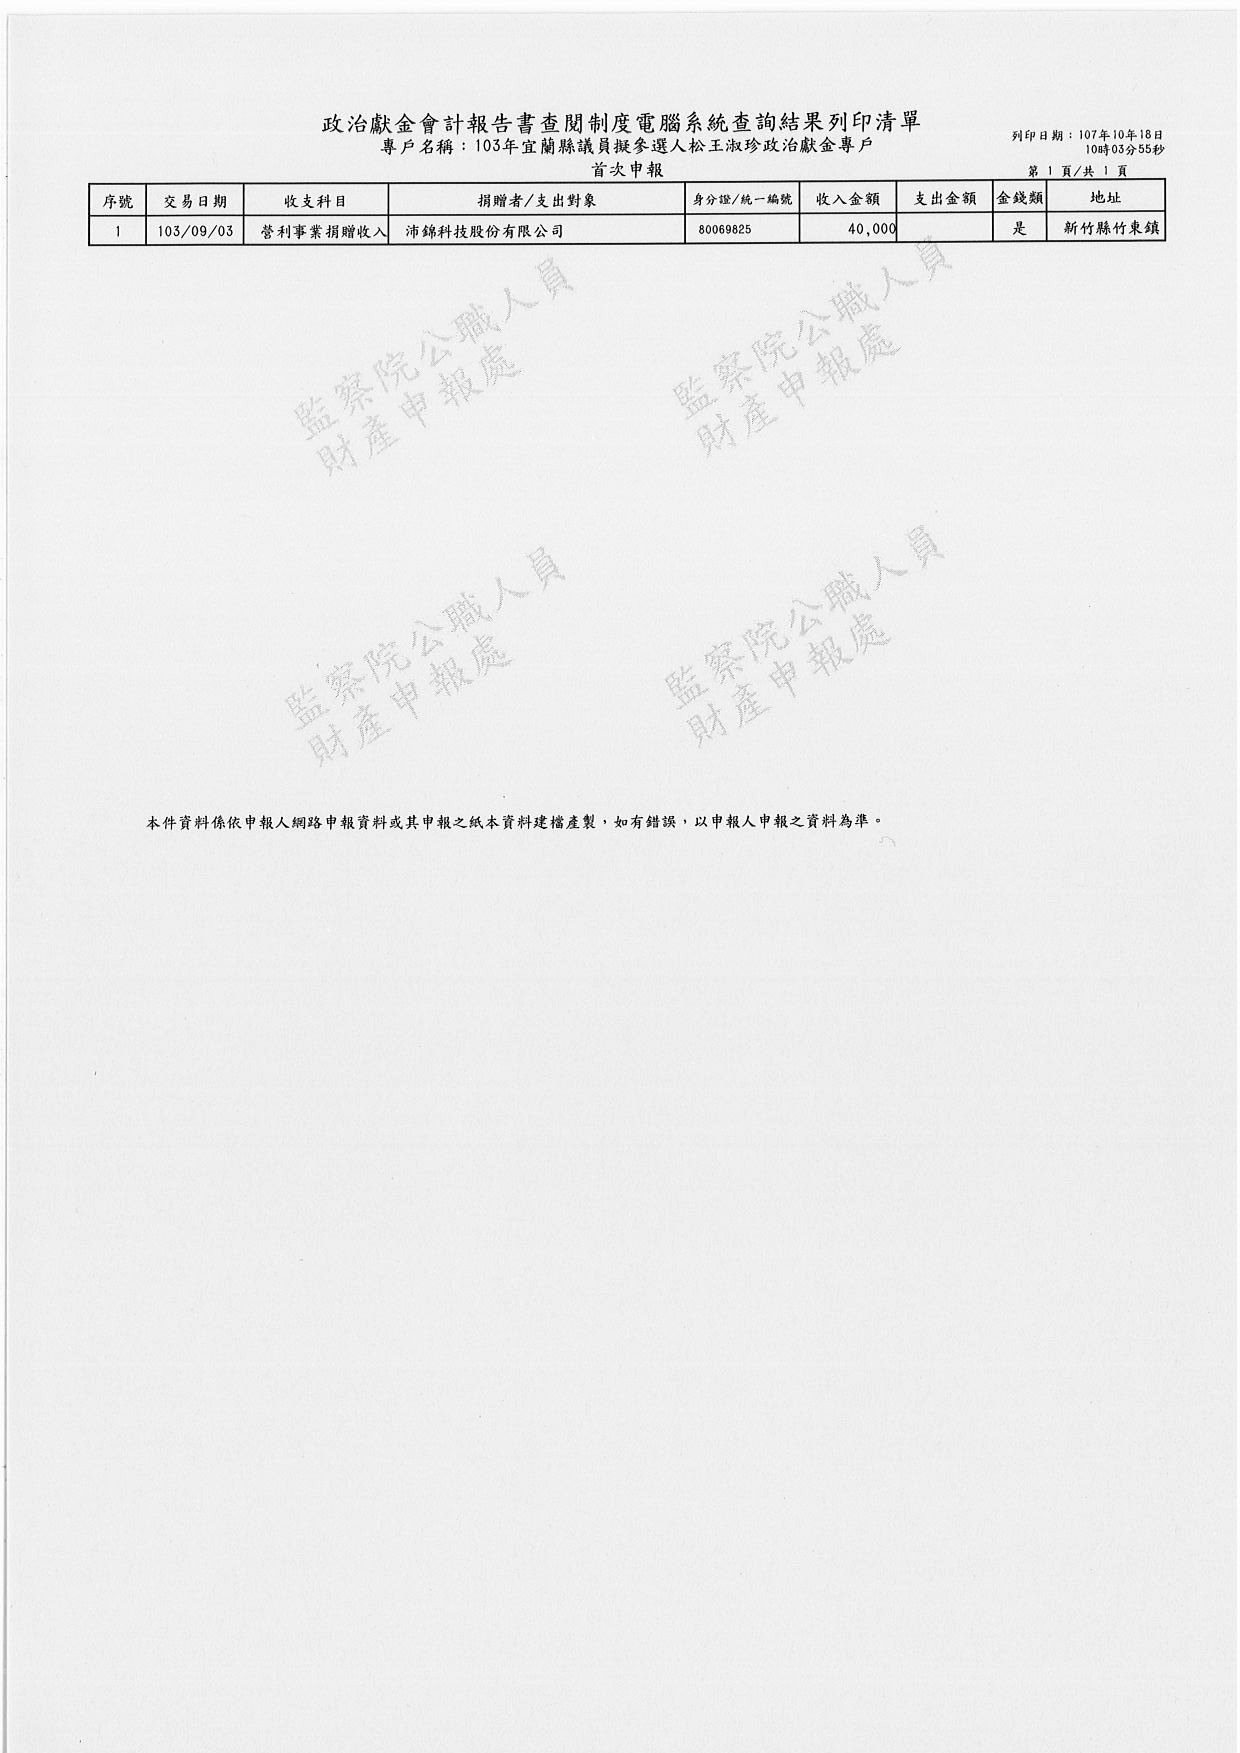 政治獻金會計報告書查閱制度電腦系統查詢結果列印清單
專戶名稱：103年宜蘭縣議員擬參選人松王淑珍政治獻金專戶
列印日期：107年10年18日
10時03分55秒
首次申報
第 1 頁/共 1 頁
序號 交易日期 收支科目 捐贈者/支出對象 身分證/統一編號 收入金額 支出金額 金錢類 地址
1 103/09/03 營利事業捐贈收入 沛錦科技股份有限公司 80069825 40,000 是 新竹縣竹東鎮
監察院公職人員
財產申報處
監察院公職人員
財產申報處
監察院公職人員
財產申報處
監察院公職人員
財產申報處
本件資料係依申報人網路申報資料或其申報之紙本資料建檔產製，如有錯誤，以申報人申報之資料為準。